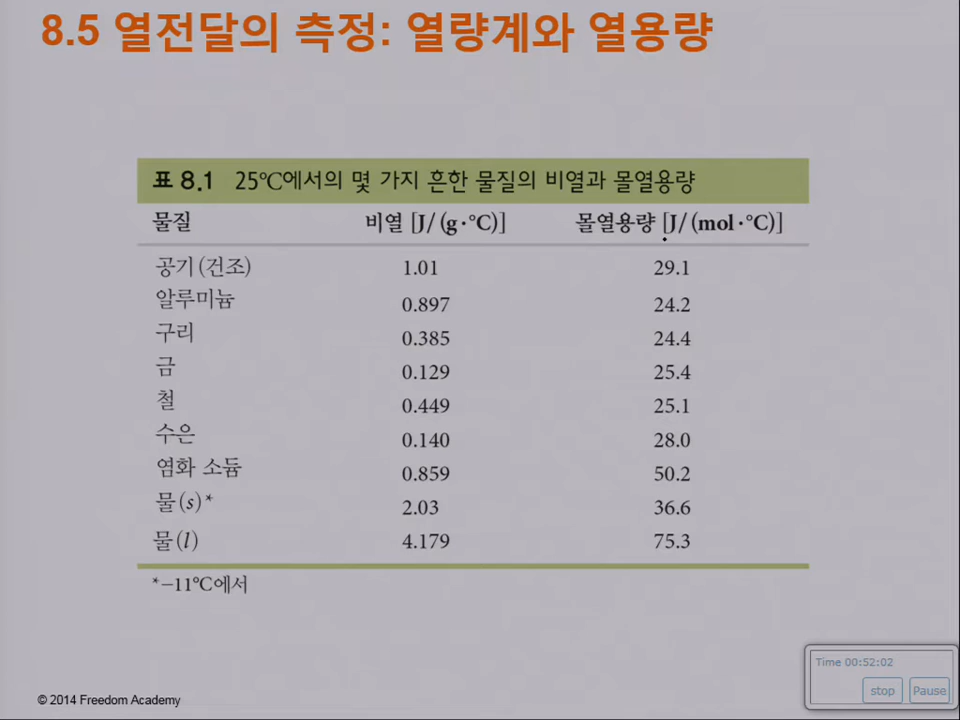 8.5 열전달의 측정: 열량계와 열용량
표 8.1 25°C에서의 몇 가지 흔한 물질의 비열과 몰열용량
물질 비열 [J/(g·°C)] 몰열용량 [J/(mol·°C)]
공기(건조) 1.01 29.1
알루미늄 0.897 24.2
구리 0.385 24.4
금 0.129 25.4
철 0.449 25.1
수은 0.140 28.0
염화 소듐 0.859 50.2
물(s)* 2.03 36.6
물(l) 4.179 75.3
*−11°C에서
Time 00:52:02
stop Pause
© 2014 Freedom Academy